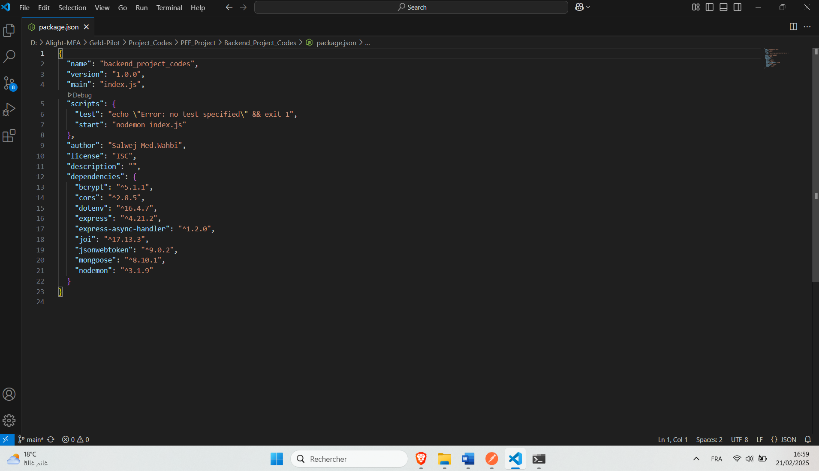 File Edit Selection View Go Run Terminal Help
Search
package.json
D: > Alight-MFA > Geld-Pilot > Project_Codes > PFF_Project > Backend_Project_Codes > package.json > ...
1 {
2 "name": "backend_project_codes",
3 "version": "1.0.0",
4 "main": "index.js",
Debug
5 "scripts": {
6 "test": "echo \"Error: no test specified\" && exit 1",
7 "start": "nodemon index.js"
8 },
9 "author": "Salwej Med.Wahbi",
10 "license": "ISC",
11 "description": "",
12 "dependencies": {
13 "bcrypt": "^5.1.1",
14 "cors": "^2.8.5",
15 "dotenv": "^16.4.7",
16 "express": "^4.21.2",
17 "express-async-handler": "^1.2.0",
18 "joi": "^17.13.3",
19 "jsonwebtoken": "^9.0.2",
20 "mongoose": "^8.10.1",
21 "nodemon": "^3.1.9"
22 }
23 }
24
main* 0 0 Ln 1, Col 1 Spaces: 2 UTF-8 LF {} JSON
18°C
Rechercher
FRA
16:59
21/02/2025